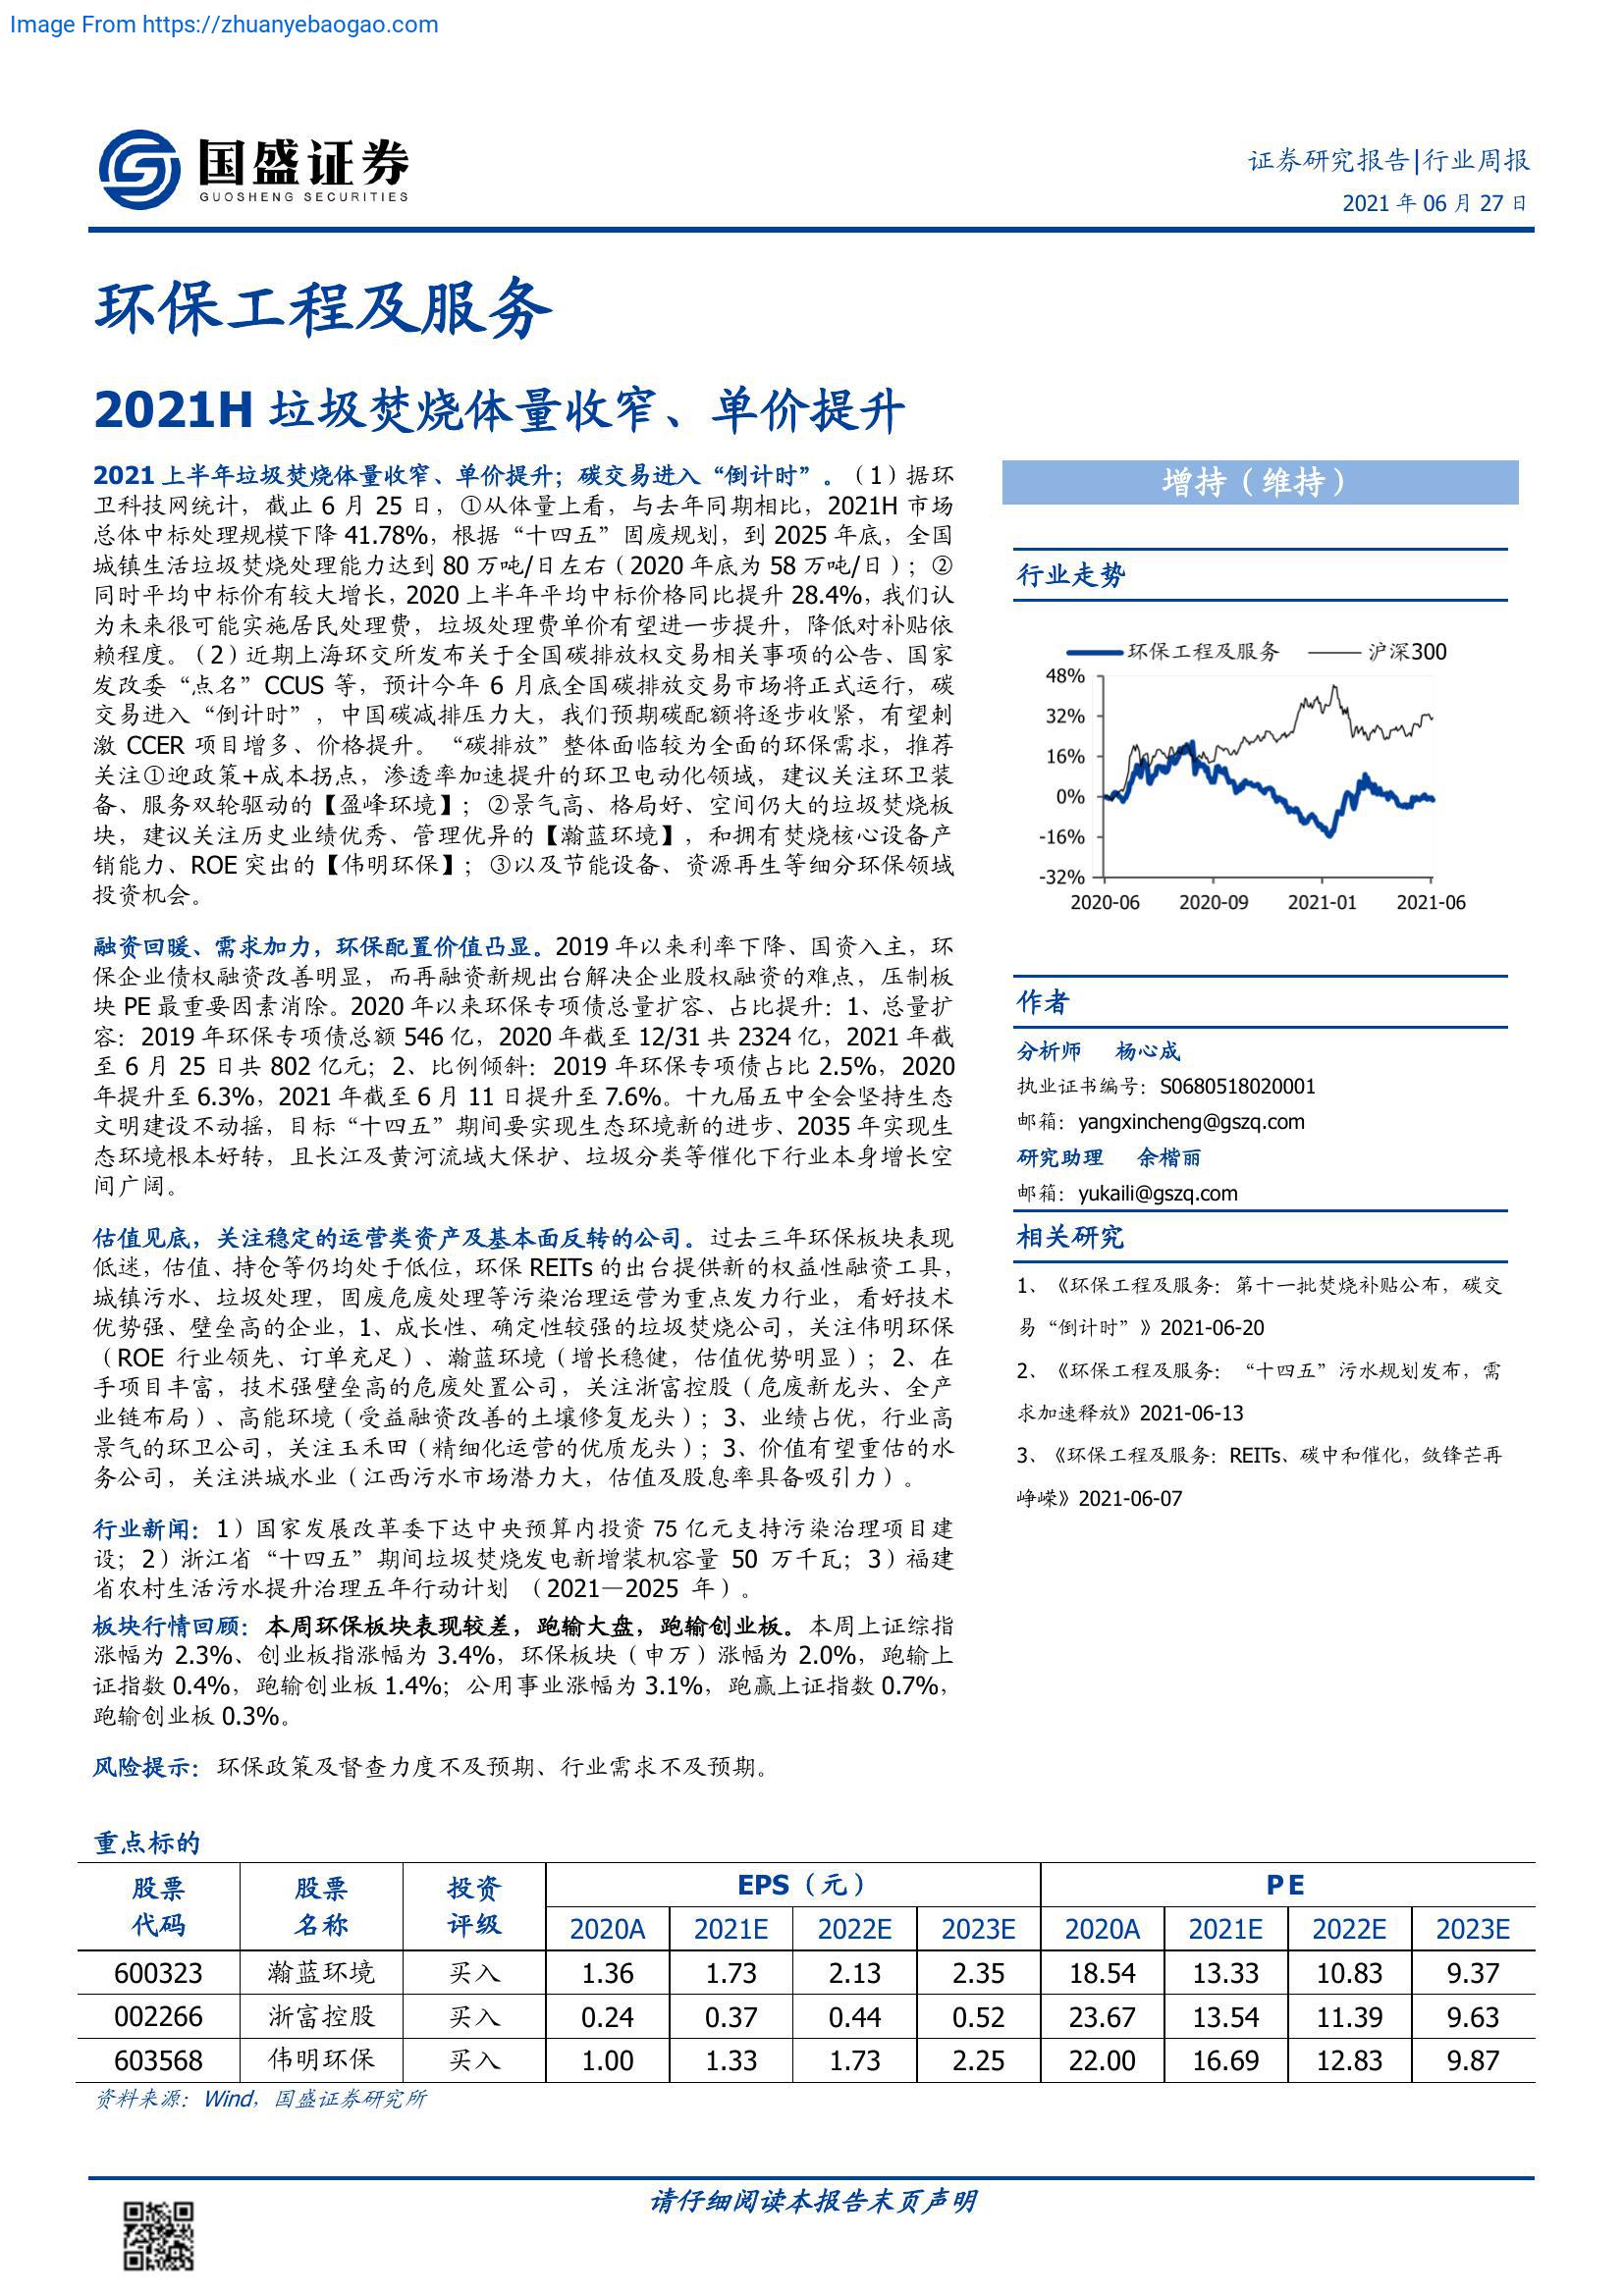 Image From https://zhuanyebaogao.com
国盛证券
GUOSHENG SECURITIES
证券研究报告|行业周报
2021 年 06 月 27 日
环保工程及服务
2021H 垃圾焚烧体量收窄、单价提升
2021 上半年垃圾焚烧体量收窄、单价提升；碳交易进入“倒计时”。（1）据环
卫科技网统计，截止 6 月 25 日，①从体量上看，与去年同期相比，2021H 市场
总体中标处理规模下降 41.78%，根据“十四五”固废规划，到 2025 年底，全国
城镇生活垃圾焚烧处理能力达到 80 万吨/日左右（2020 年底为 58 万吨/日）；②
同时平均中标价有较大增长，2020 上半年平均中标价格同比提升 28.4%，我们认
为未来很可能实施居民处理费，垃圾处理费单价有望进一步提升，降低对补贴依
赖程度。（2）近期上海环交所发布关于全国碳排放权交易相关事项的公告、国家
发改委“点名”CCUS 等，预计今年 6 月底全国碳排放交易市场将正式运行，碳
交易进入“倒计时”，中国碳减排压力大，我们预期碳配额将逐步收紧，有望刺
激 CCER 项目增多、价格提升。“碳排放”整体面临较为全面的环保需求，推荐
关注①迎政策+成本拐点，渗透率加速提升的环卫电动化领域，建议关注环卫装
备、服务双轮驱动的【盈峰环境】；②景气高、格局好、空间仍大的垃圾焚烧板
块，建议关注历史业绩优秀、管理优异的【瀚蓝环境】，和拥有焚烧核心设备产
销能力、ROE 突出的【伟明环保】；③以及节能设备、资源再生等细分环保领域
投资机会。
融资回暖、需求加力，环保配置价值凸显。2019 年以来利率下降、国资入主，环
保企业债权融资改善明显，而再融资新规出台解决企业股权融资的难点，压制板
块 PE 最重要因素消除。2020 年以来环保专项债总量扩容、占比提升：1、总量扩
容：2019 年环保专项债总额 546 亿，2020 年截至 12/31 共 2324 亿，2021 年截
至 6 月 25 日共 802 亿元；2、比例倾斜：2019 年环保专项债占比 2.5%，2020
年提升至 6.3%，2021 年截至 6 月 11 日提升至 7.6%。十九届五中全会坚持生态
文明建设不动摇，目标“十四五”期间要实现生态环境新的进步、2035 年实现生
态环境根本好转，且长江及黄河流域大保护、垃圾分类等催化下行业本身增长空
间广阔。
估值见底，关注稳定的运营类资产及基本面反转的公司。过去三年环保板块表现
低迷，估值、持仓等仍均处于低位，环保 REITs 的出台提供新的权益性融资工具，
城镇污水、垃圾处理，固废危废处理等污染治理运营为重点发力行业，看好技术
优势强、壁垒高的企业，1、成长性、确定性较强的垃圾焚烧公司，关注伟明环保
（ROE 行业领先、订单充足）、瀚蓝环境（增长稳健，估值优势明显）；2、在
手项目丰富，技术强壁垒高的危废处置公司，关注浙富控股（危废新龙头、全产
业链布局）、高能环境（受益融资改善的土壤修复龙头）；3、业绩占优，行业高
景气的环卫公司，关注玉禾田（精细化运营的优质龙头）；3、价值有望重估的水
务公司，关注洪城水业（江西污水市场潜力大，估值及股息率具备吸引力）。
行业新闻：1）国家发展改革委下达中央预算内投资 75 亿元支持污染治理项目建
设；2）浙江省“十四五”期间垃圾焚烧发电新增装机容量 50 万千瓦；3）福建
省农村生活污水提升治理五年行动计划 （2021—2025 年）。
板块行情回顾：本周环保板块表现较差，跑输大盘，跑输创业板。本周上证综指
涨幅为 2.3%、创业板指涨幅为 3.4%，环保板块（申万）涨幅为 2.0%，跑输上
证指数 0.4%，跑输创业板 1.4%；公用事业涨幅为 3.1%，跑赢上证指数 0.7%，
跑输创业板 0.3%。
风险提示：环保政策及督查力度不及预期、行业需求不及预期。
增持（维持）
行业走势
环保工程及服务 沪深300
48%
32%
16%
0%
-16%
-32%
2020-06 2020-09 2021-01 2021-06
作者
分析师 杨心成
执业证书编号：S0680518020001
邮箱：yangxincheng@gszq.com
研究助理 余楷丽
邮箱：yukaili@gszq.com
相关研究
1、《环保工程及服务：第十一批焚烧补贴公布，碳交
易“倒计时”》2021-06-20
2、《环保工程及服务：“十四五”污水规划发布，需
求加速释放》2021-06-13
3、《环保工程及服务：REITs、碳中和催化，敛锋芒再
峥嵘》2021-06-07
重点标的
股票 股票 投资 EPS（元） PE
代码 名称 评级 2020A 2021E 2022E 2023E 2020A 2021E 2022E 2023E
600323 瀚蓝环境 买入 1.36 1.73 2.13 2.35 18.54 13.33 10.83 9.37
002266 浙富控股 买入 0.24 0.37 0.44 0.52 23.67 13.54 11.39 9.63
603568 伟明环保 买入 1.00 1.33 1.73 2.25 22.00 16.69 12.83 9.87
资料来源：Wind，国盛证券研究所
请仔细阅读本报告末页声明